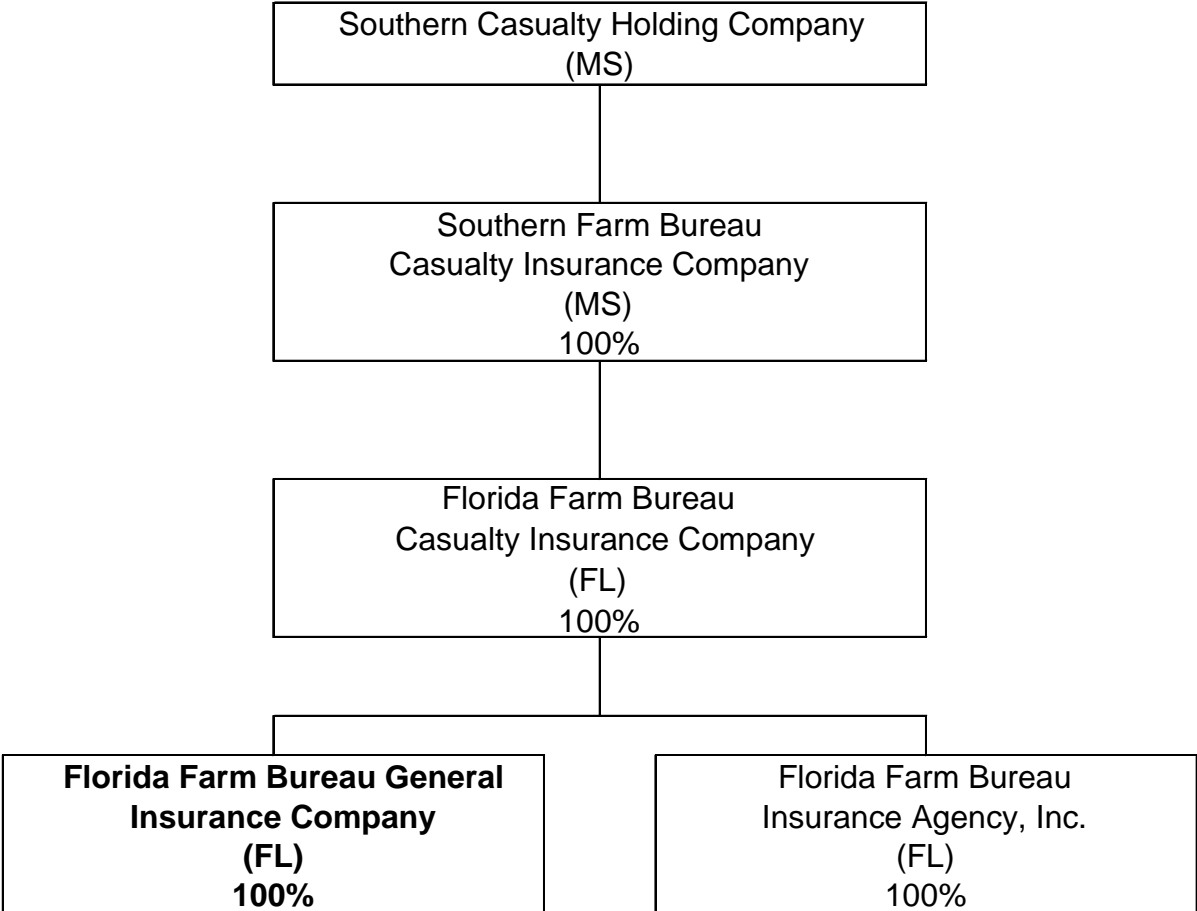 Southern Casualty Holding Company
(MS)
Southern Farm Bureau
Casualty Insurance Company
(MS)
100%
Florida Farm Bureau
Casualty Insurance Company
(FL)
100%
Florida Farm Bureau General
Insurance Company
(FL)
100%
Florida Farm Bureau
Insurance Agency, Inc.
(FL)
100%